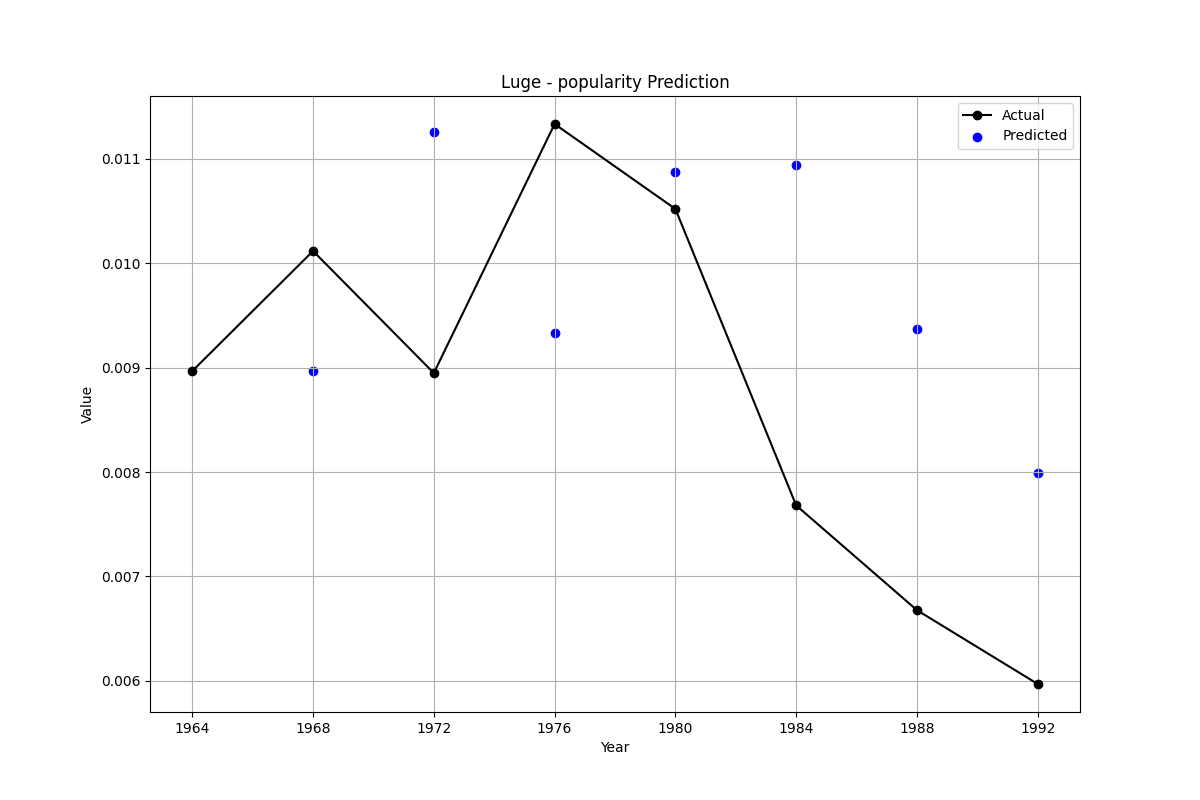 Luge - popularity Prediction
Actual
Predicted
0.011
0.010
0.009
0.008
0.007
0.006
Value
1964 1968 1972 1976 1980 1984 1988 1992
Year